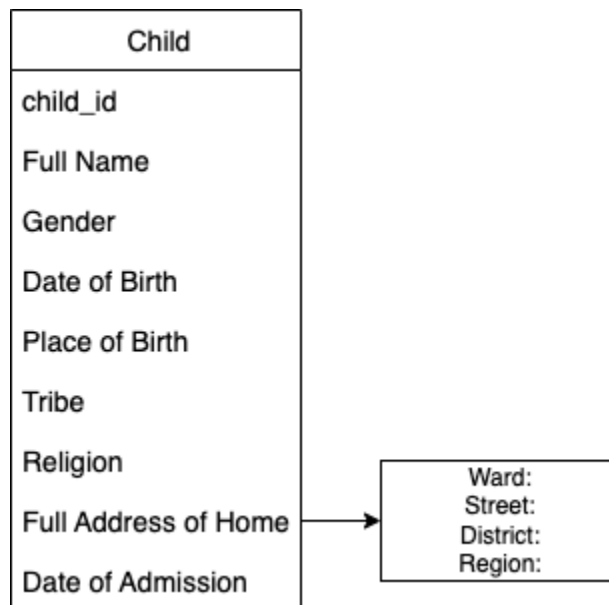 Child
child_id
Full Name
Gender
Date of Birth
Place of Birth
Tribe
Religion
Full Address of Home
Ward:
Street:
District:
Region:
Date of Admission